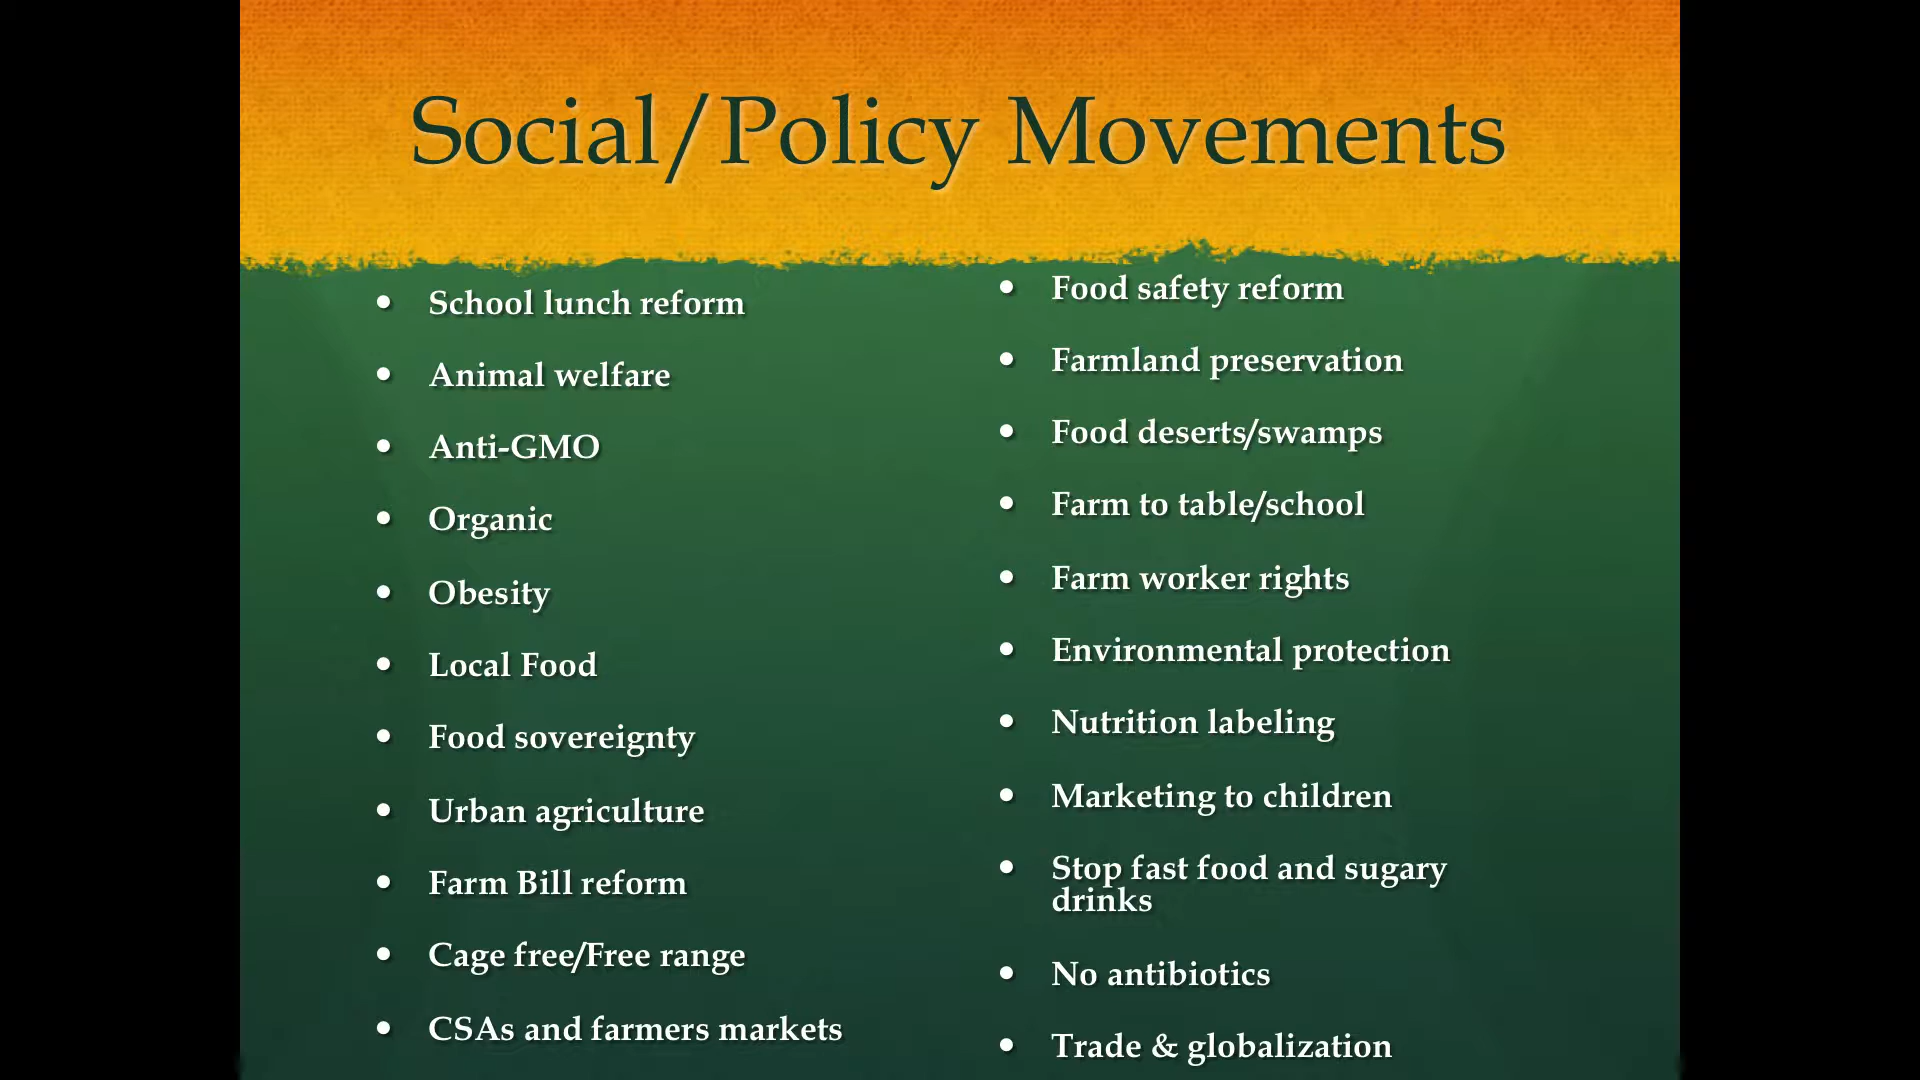 Social/Policy Movements
• School lunch reform
• Animal welfare
• Anti-GMO
• Organic
• Obesity
• Local Food
• Food sovereignty
• Urban agriculture
• Farm Bill reform
• Cage free/Free range
• CSAs and farmers markets
• Food safety reform
• Farmland preservation
• Food deserts/swamps
• Farm to table/school
• Farm worker rights
• Environmental protection
• Nutrition labeling
• Marketing to children
• Stop fast food and sugary
drinks
• No antibiotics
• Trade & globalization